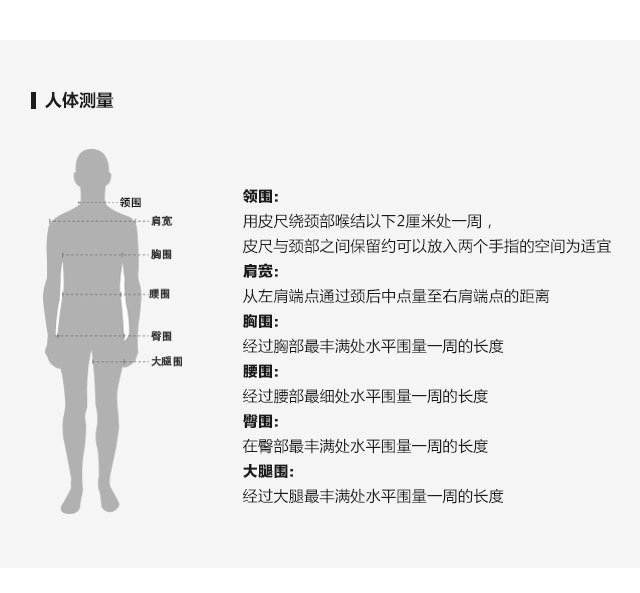 人体测量
领围
肩宽
胸围
腰围
臀围
大腿围
领围:
用皮尺绕颈部喉结以下2厘米处一周，
皮尺与颈部之间保留约可以放入两个手指的空间为适宜
肩宽:
从左肩端点通过颈后中点量至右肩端点的距离
胸围:
经过胸部最丰满处水平围量一周的长度
腰围:
经过腰部最细处水平围量一周的长度
臀围:
在臀部最丰满处水平围量一周的长度
大腿围:
经过大腿最丰满处水平围量一周的长度